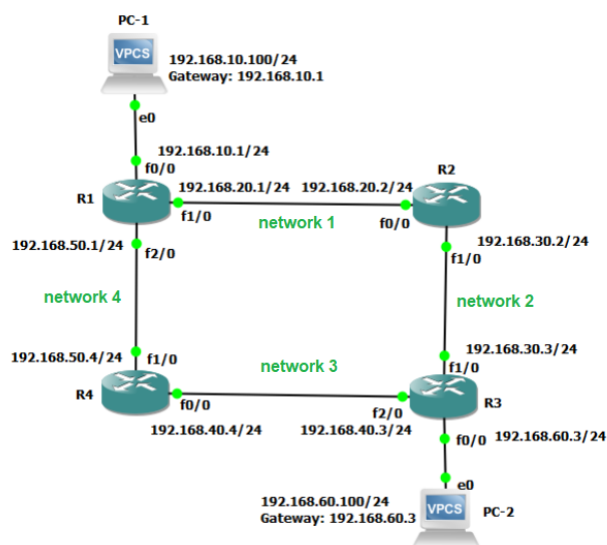 PC-1
VPCS
192.168.10.100/24
Gateway: 192.168.10.1
e0
192.168.10.1/24
f0/0
R1
192.168.20.1/24
f1/0
192.168.20.2/24
f0/0
R2
network 1
192.168.50.1/24
f2/0
192.168.30.2/24
f1/0
network 4
network 2
192.168.50.4/24
f1/0
network 3
192.168.30.3/24
f1/0
R4
f0/0
192.168.40.4/24
f2/0
192.168.40.3/24
R3
f0/0
192.168.60.3/24
e0
192.168.60.100/24
Gateway: 192.168.60.3
VPCS
PC-2